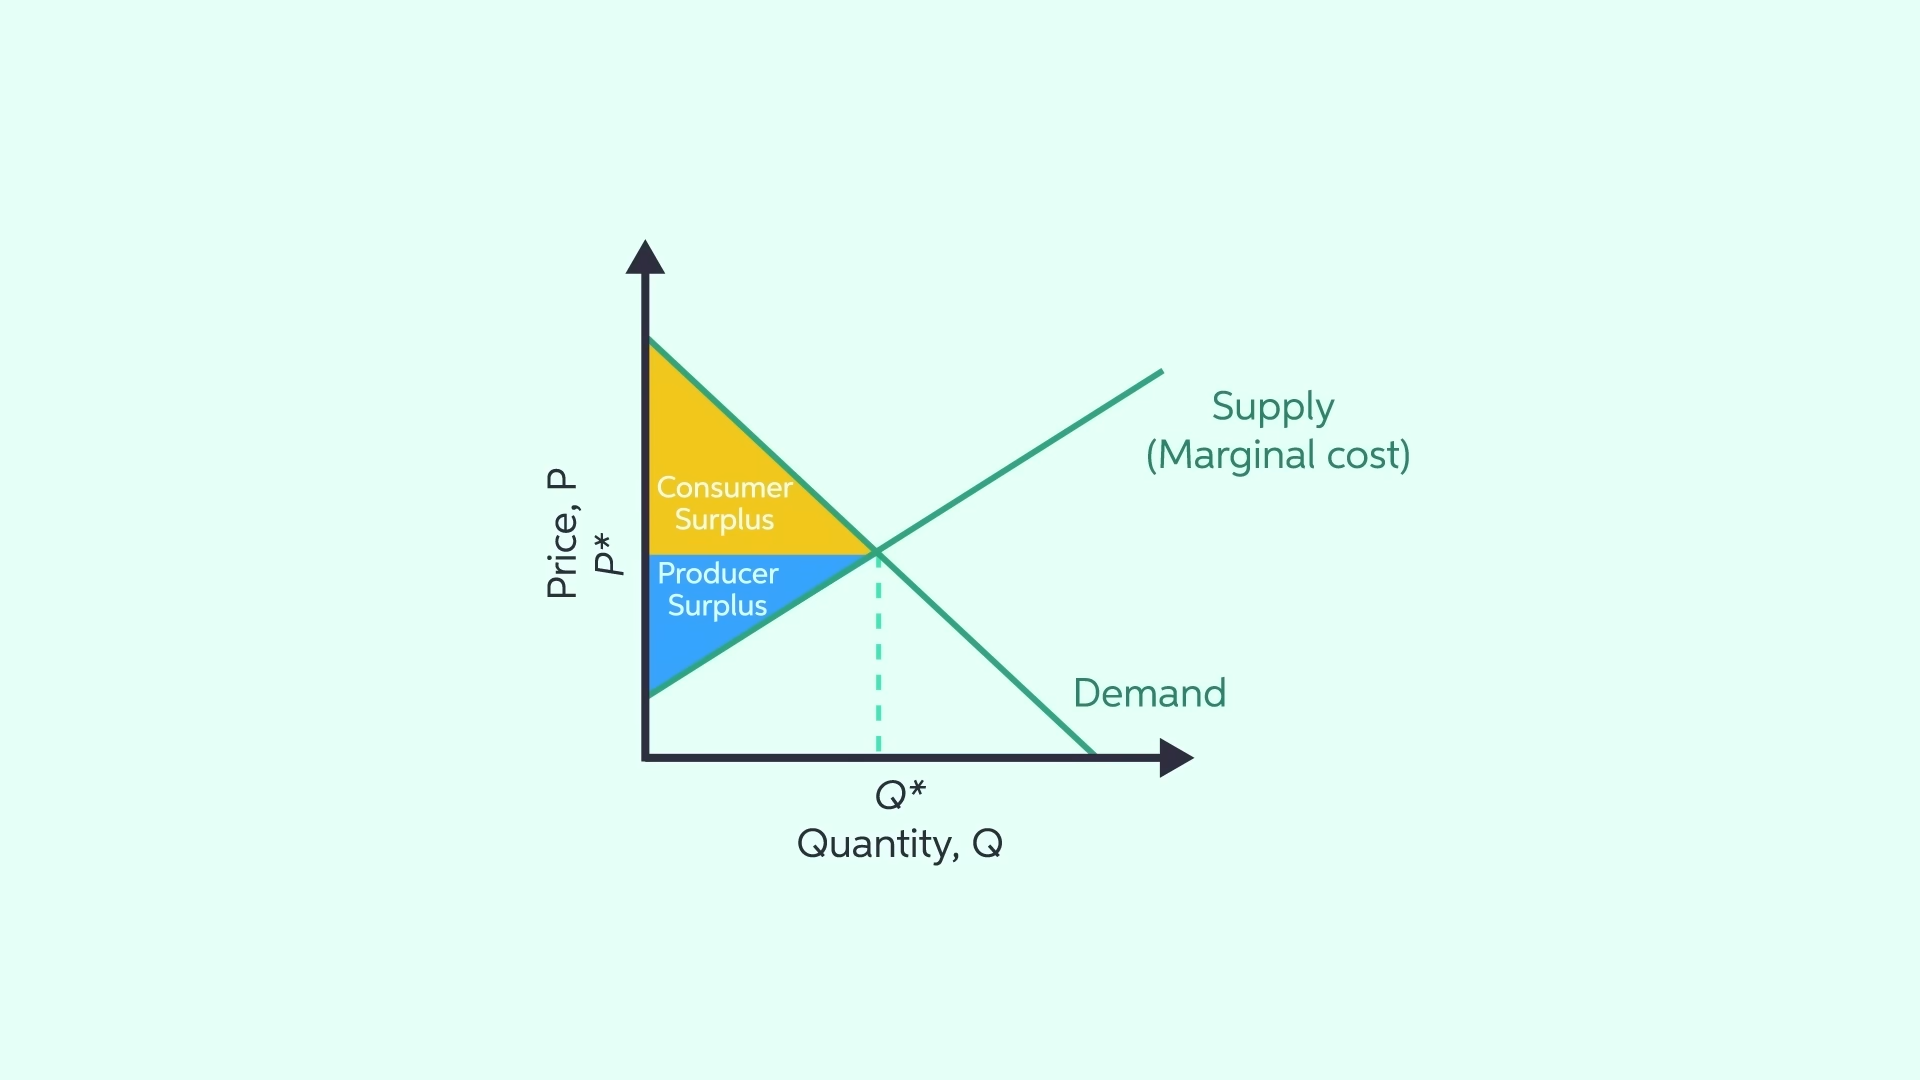 Supply
(Marginal cost)
Consumer
Surplus
Price, P
P*
Producer
Surplus
Demand
Q*
Quantity, Q